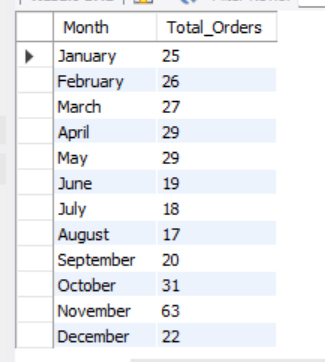 Month Total_Orders
January 25
February 26
March 27
April 29
May 29
June 19
July 18
August 17
September 20
October 31
November 63
December 22